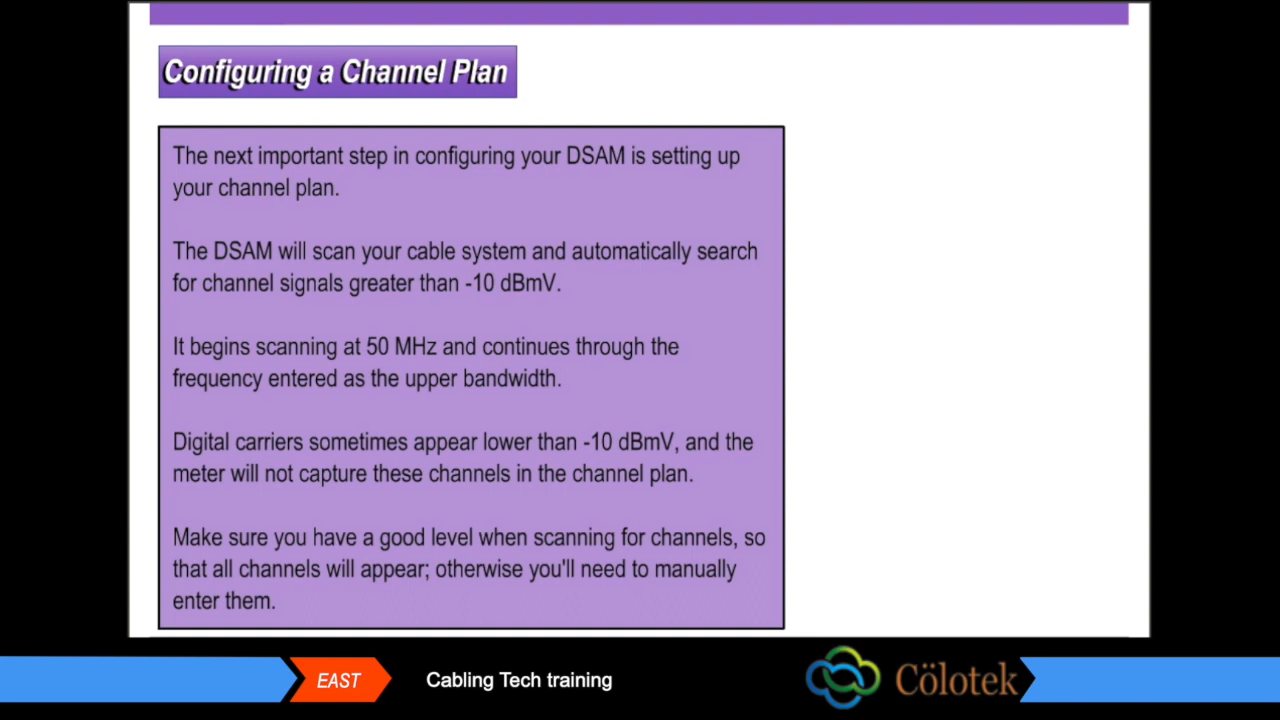 Configuring a Channel Plan
The next important step in configuring your DSAM is setting up
your channel plan.
The DSAM will scan your cable system and automatically search
for channel signals greater than -10 dBmV.
It begins scanning at 50 MHz and continues through the
frequency entered as the upper bandwidth.
Digital carriers sometimes appear lower than -10 dBmV, and the
meter will not capture these channels in the channel plan.
Make sure you have a good level when scanning for channels, so
that all channels will appear; otherwise you'll need to manually
enter them.
EAST
Cabling Tech training
Cölotek